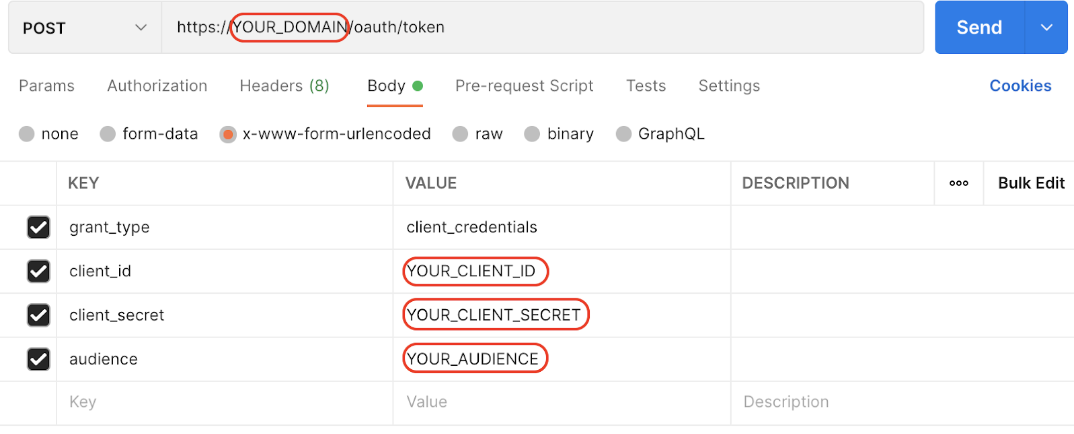 POST https://YOUR_DOMAIN/oauth/token Send
Params Authorization Headers (8) Body Pre-request Script Tests Settings Cookies
none form-data x-www-form-urlencoded raw binary GraphQL
KEY VALUE DESCRIPTION ooo Bulk Edit
grant_type client_credentials
client_id YOUR_CLIENT_ID
client_secret YOUR_CLIENT_SECRET
audience YOUR_AUDIENCE
Key Value Description